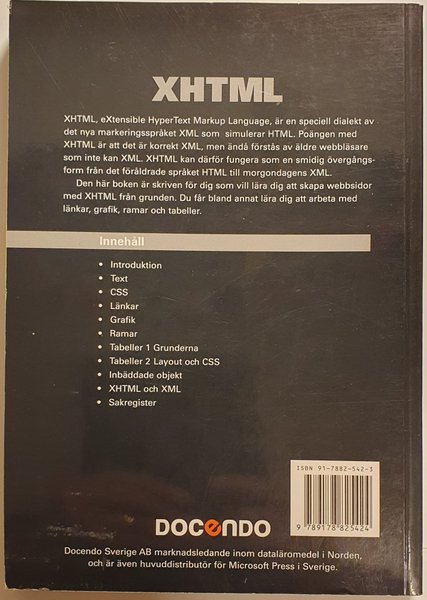 XHTML
XHTML, eXtensible HyperText Markup Language, är en speciell dialekt av
det nya markeringsspråket XML som simulerar HTML. Poängen med
XHTML är att det är korrekt XML, men ändå förstås av äldre webbläsare
som inte kan XML. XHTML kan därför fungera som en smidig övergångs-
form från det föråldrade språket HTML till morgondagens XML.
Den här boken är skriven för dig som vill lära dig att skapa webbsidor
med XHTML från grunden. Du får bland annat lära dig att arbeta med
länkar, grafik, ramar och tabeller.
Innehåll
• Introduktion
• Text
• CSS
• Länkar
• Grafik
• Ramar
• Tabeller 1 Grunderna
• Tabeller 2 Layout och CSS
• Inbäddade objekt
• XHTML och XML
• Sakregister
ISBN 91-7882-542-3
9 789178 825424
DOCENDO
Docendo Sverige AB marknadsledande inom dataläromedel i Norden,
och är även huvuddistributör för Microsoft Press i Sverige.